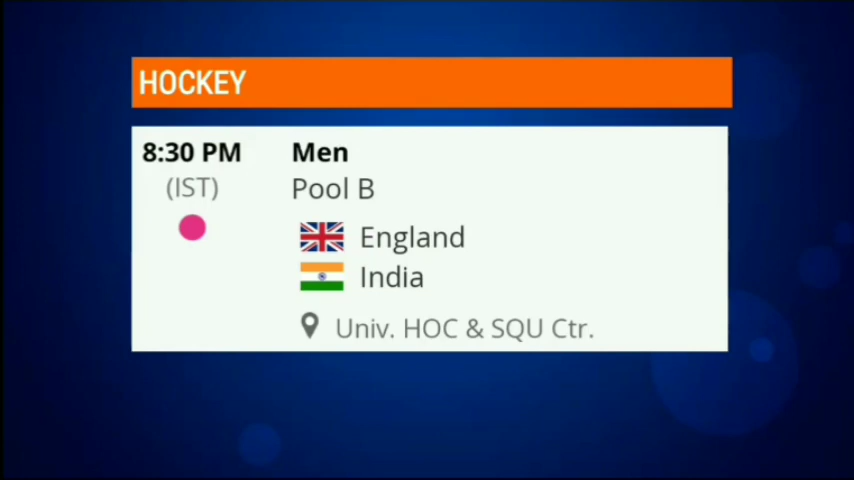 HOCKEY
8:30 PM Men
(IST) Pool B
England
India
Univ. HOC & SQU Ctr.